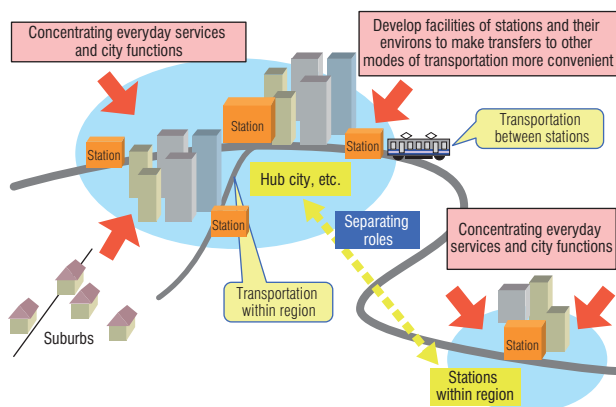 Concentrating everyday services
and city functions
Develop facilities of stations and their
environs to make transfers to other
modes of transportation more convenient
Station
Station
Station
Transportation
between stations
Hub city, etc.
Station
Separating
roles
Concentrating everyday
services and city functions
Transportation
within region
Suburbs
Station
Stations
within region